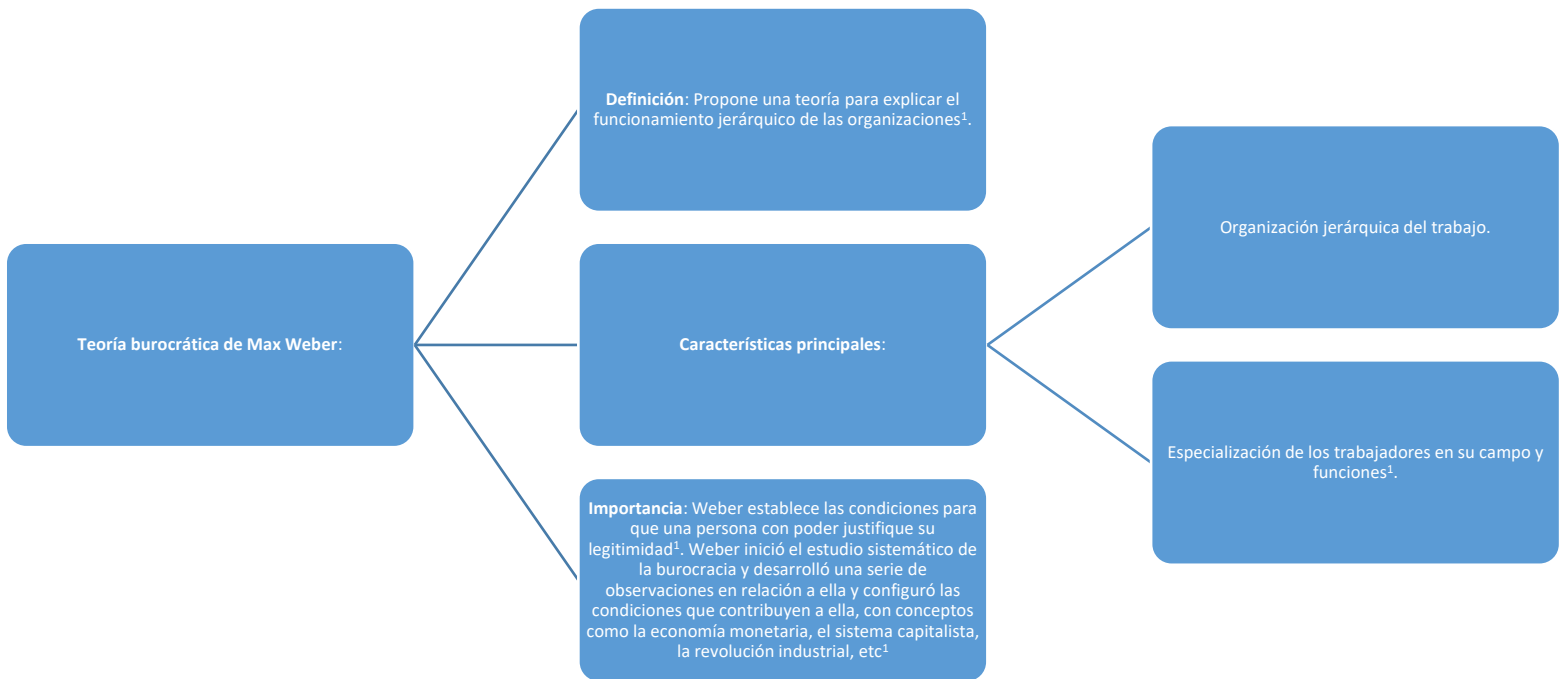 Teoría burocrática de Max Weber:
Definición: Propone una teoría para explicar el
funcionamiento jerárquico de las organizaciones¹.
Características principales:
Organización jerárquica del trabajo.
Especialización de los trabajadores en su campo y
funciones¹.
Importancia: Weber establece las condiciones para
que una persona con poder justifique su
legitimidad¹. Weber inició el estudio sistemático de
la burocracia y desarrolló una serie de
observaciones en relación a ella y configuró las
condiciones que contribuyen a ella, con conceptos
como la economía monetaria, el sistema capitalista,
la revolución industrial, etc¹